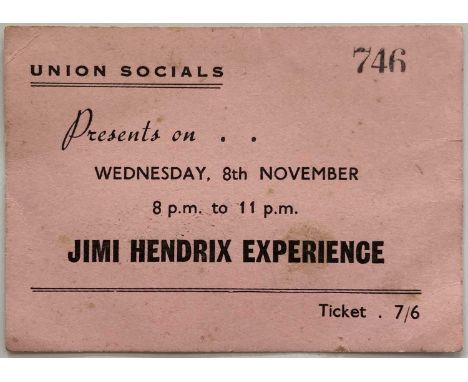 746
UNION SOCIALS
Presents on . .
WEDNESDAY, 8th NOVEMBER
8 p.m. to 11 p.m.
JIMI HENDRIX EXPERIENCE
Ticket . 7/6